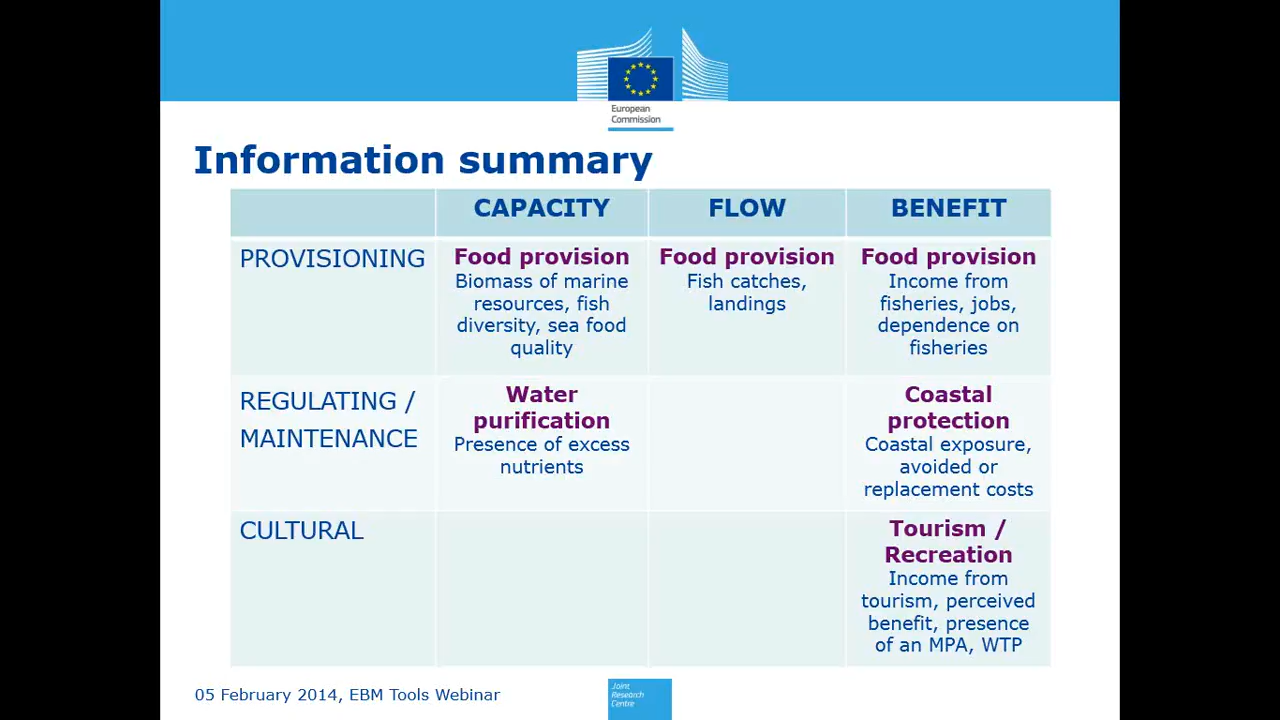 European
Commission
Information summary
CAPACITY
FLOW
BENEFIT
PROVISIONING
Food provision
Biomass of marine
resources, fish
diversity, sea food
quality
Food provision
Fish catches,
landings
Food provision
Income from
fisheries, jobs,
dependence on
fisheries
REGULATING /
MAINTENANCE
Water
purification
Presence of excess
nutrients
Coastal
protection
Coastal exposure,
avoided or
replacement costs
CULTURAL
Tourism /
Recreation
Income from
tourism, perceived
benefit, presence
of an MPA, WTP
05 February 2014, EBM Tools Webinar
Joint
Research
Centre